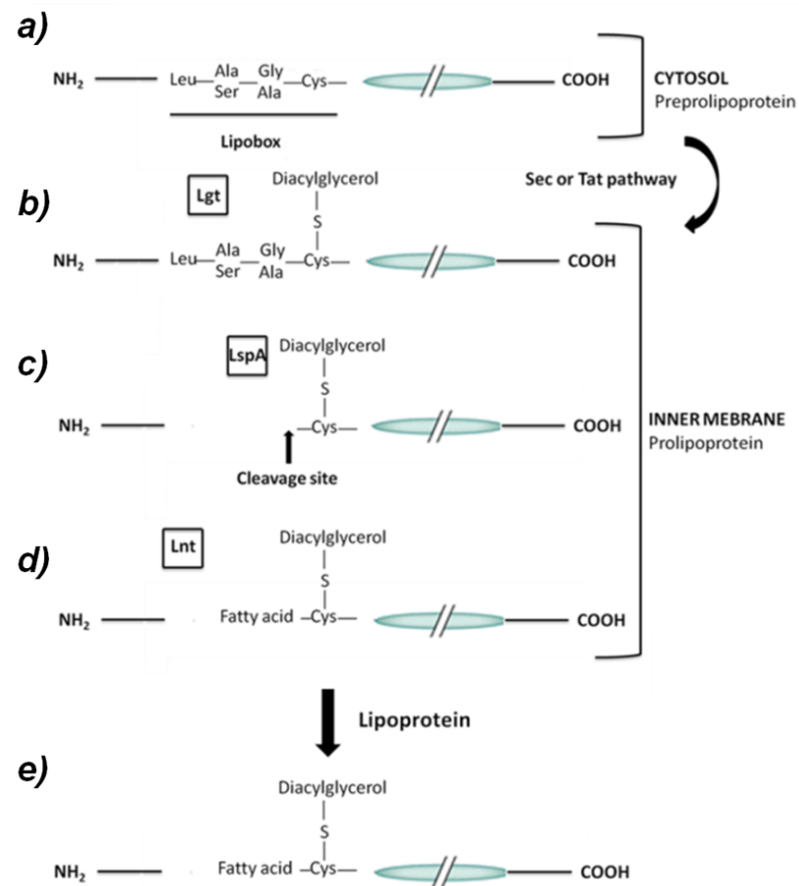 a)
NH2 Leu Ala Ser Gly Ala Cys COOH
Lipobox
CYTOSOL
Preprolipoprotein
Sec or Tat pathway
b)
Lgt
Diacylglycerol
S
NH2 Leu Ala Ser Gly Ala Cys COOH
c)
LspA
Diacylglycerol
S
NH2 Cys COOH
Cleavage site
INNER MEBRANE
Prolipoprotein
d)
Lnt
Diacylglycerol
S
NH2 Fatty acid Cys COOH
Lipoprotein
e)
Diacylglycerol
S
NH2 Fatty acid Cys COOH